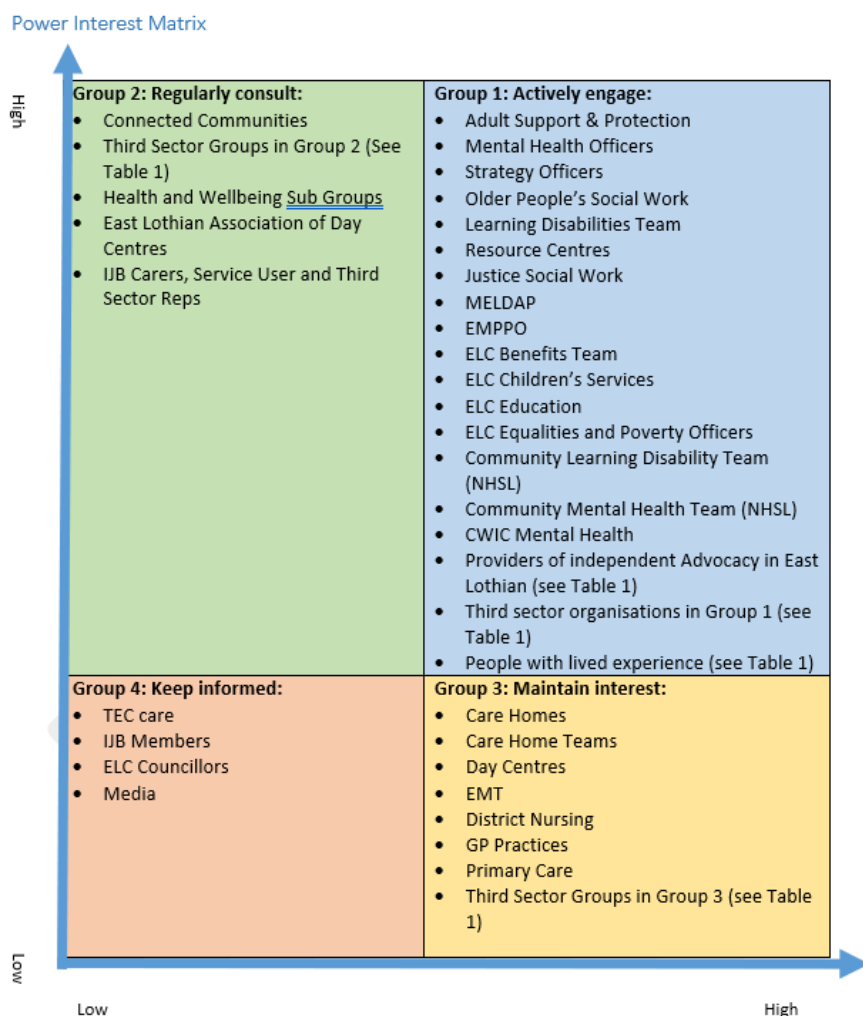 Power Interest Matrix
High
Group 2: Regularly consult:
• Connected Communities
• Third Sector Groups in Group 2 (See
Table 1)
• Health and Wellbeing Sub Groups
• East Lothian Association of Day
Centres
• IJB Carers, Service User and Third
Sector Reps
Group 1: Actively engage:
• Adult Support & Protection
• Mental Health Officers
• Strategy Officers
• Older People’s Social Work
• Learning Disabilities Team
• Resource Centres
• Justice Social Work
• MELDAP
• EMPPO
• ELC Benefits Team
• ELC Children’s Services
• ELC Education
• ELC Equalities and Poverty Officers
• Community Learning Disability Team
(NHSL)
• Community Mental Health Team (NHSL)
• CWIC Mental Health
• Providers of independent Advocacy in East
Lothian (see Table 1)
• Third sector organisations in Group 1 (see
Table 1)
• People with lived experience (see Table 1)
Group 4: Keep informed:
• TEC care
• IJB Members
• ELC Councillors
• Media
Group 3: Maintain interest:
• Care Homes
• Care Home Teams
• Day Centres
• EMT
• District Nursing
• GP Practices
• Primary Care
• Third Sector Groups in Group 3 (see Table
1)
Low
Low
High